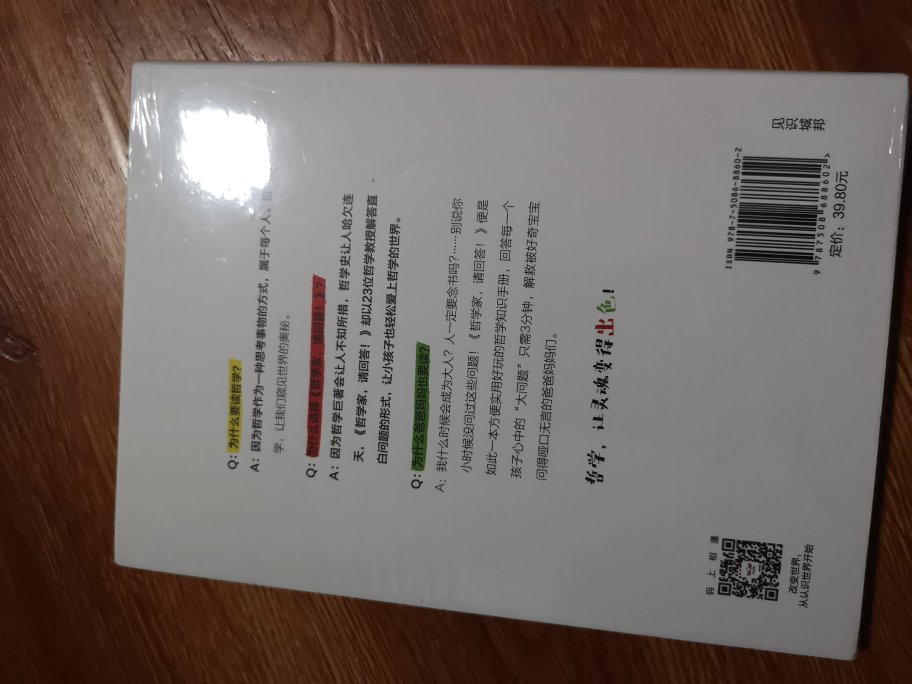 Q：为什么要读哲学？
A：因为哲学作为一种思考事物的方式，属于每个人。
学，让我们窥见世界的奥秘。
Q：为什么选择《哲学家，请回答！》？
A：因为哲学巨著会让人不知所措，哲学史让人哈欠连
天，《哲学家，请回答！》却以23位哲学教授解答直
白问题的形式，让小孩子也轻松爱上哲学的世界。
Q：为什么爸爸妈妈也要读？
A：我什么时候会成为大人？人一定要念书吗？……别说你
小时候没问过这些问题！《哲学家，请回答！》便是
如此一本方便实用好玩的哲学知识手册，回答每一个
孩子心中的“大问题”只需3分钟，解救被好奇宝宝
问得哑口无言的爸爸妈妈们。
哲学，让灵魂变得出色！
码上相逢
改变世界，
从认识世界开始
见识城邦
ISBN 978-7-5086-8860-2
9 787508 688602 >
定价：39.80元